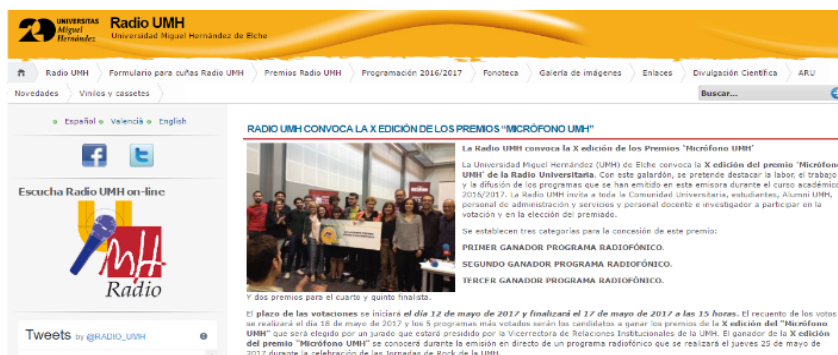 UNIVERSITAS
Miguel
Hernández
Radio UMH
Universidad Miguel Hernández de Elche
Radio UMH
Formulario para cuñas Radio UMH
Premios Radio UMH
Programación 2016/2017
Fonoteca
Galería de imágenes
Enlaces
Divulgación Científica
ARU
Novedades
Vinilos y cassetes
Buscar...
Español
Valencià
English
Escucha Radio UMH on-line
UMH
Radio
Tweets by @RADIO_UMH
RADIO UMH CONVOCA LA X EDICIÓN DE LOS PREMIOS "MICRÓFONO UMH"
La Radio UMH convoca la X edición de los Premios 'Micrófono UMH'
La Universidad Miguel Hernández (UMH) de Elche convoca la X edición del premio 'Micrófono
UMH' de la Radio Universitaria. Con este galardón, se pretende destacar la labor, el trabajo
y la difusión de los programas que se han emitido en esta emisora durante el curso académico
2016/2017. La Radio UMH invita a toda la Comunidad Universitaria, estudiantes, Alumni UMH,
personal de administración y servicios y personal docente e investigador a participar en la
votación y en la elección del premiado.
Se establecen tres categorías para la concesión de este premio:
PRIMER GANADOR PROGRAMA RADIOFÓNICO.
SEGUNDO GANADOR PROGRAMA RADIOFÓNICO.
TERCER GANADOR PROGRAMA RADIOFÓNICO.
Y dos premios para el cuarto y quinto finalista.
El plazo de las votaciones se iniciará el día 12 de mayo de 2017 y finalizará el 17 de mayo de 2017 a las 15 horas. El recuento de los votos
se realizará el día 18 de mayo de 2017 y los 5 programas más votados serán los candidatos a ganar los premios de la X edición del "Micrófono
UMH" que será elegido por un jurado que estará presidido por la Vicerrectora de Relaciones Institucionales de la UMH. El ganador de la X edición
del premio "Micrófono UMH" se conocerá durante la emisión en directo de un programa radiofónico que se realizará el jueves 25 de mayo de
2017 durante la celebración de las Jornadas de Rock de la UMH.